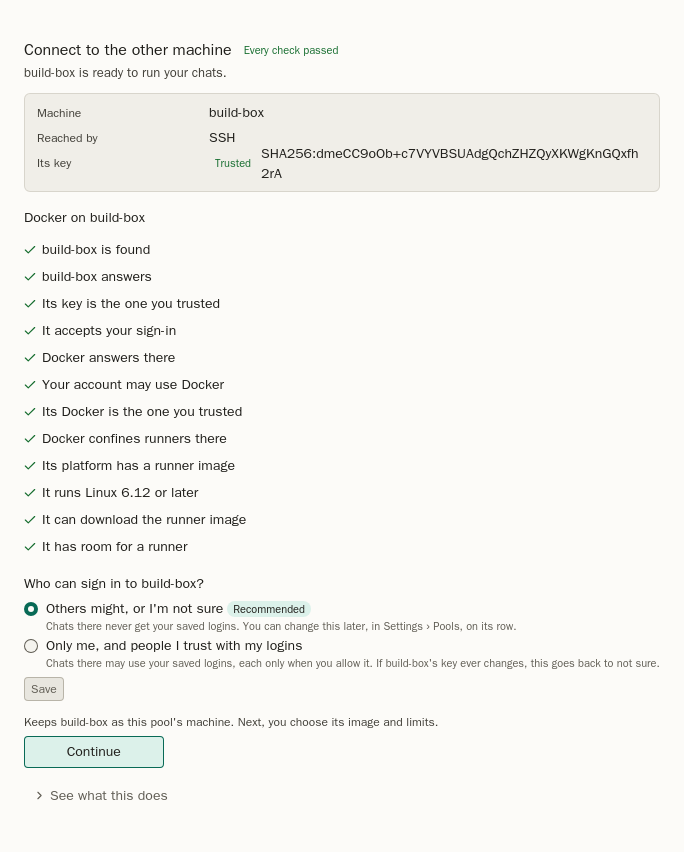 Connect to the other machine Every check passed
build-box is ready to run your chats.
Machine build-box
Reached by SSH
Its key Trusted SHA256:dmeCC9oOb+c7VYVBSUAdgQchZHZQyXKWgKnGQxfh
2rA
Docker on build-box
build-box is found
build-box answers
Its key is the one you trusted
It accepts your sign-in
Docker answers there
Your account may use Docker
Its Docker is the one you trusted
Docker confines runners there
Its platform has a runner image
It runs Linux 6.12 or later
It can download the runner image
It has room for a runner
Who can sign in to build-box?
Others might, or I'm not sure Recommended
Chats there never get your saved logins. You can change this later, in Settings › Pools, on its row.
Only me, and people I trust with my logins
Chats there may use your saved logins, each only when you allow it. If build-box's key ever changes, this goes back to not sure.
Save
Keeps build-box as this pool's machine. Next, you choose its image and limits.
Continue
See what this does